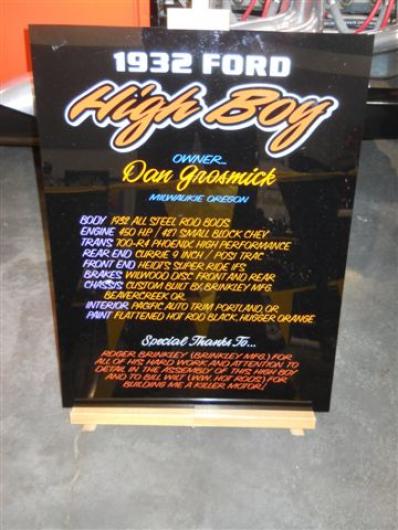 1932 FORD
High Boy
OWNER...
Dan Grosmick
MILWAUKIE OREGON
BODY 1932 ALL STEEL ROD BODS
ENGINE 450 H.P. / 427 SMALL BLOCK CHEV
TRANS 700-R4 PHOENIX HIGH PERFORMANCE
REAR END CURRIE 9 INCH / POSI TRAC
FRONT END HEIDTS SUPER RIDE IFS
BRAKES WILWOOD DISC FRONT AND REAR
CHASSIS CUSTOM BUILT BY BRINKLEY MFG.
BEAVERCREEK OR.
INTERIOR PACIFIC AUTO TRIM PORTLAND, OR
PAINT FLATTENED HOT ROD BLACK, HUGGER ORANGE
Special Thanks To...
ROGER BRINKLEY (BRINKLEY MFG.) FOR
ALL OF HIS HARD WORK AND ATTENTION TO
DETAIL IN THE ASSEMBLY OF THIS HIGH BOY
AND TO BILL WILT (W.W. HOT RODS) FOR
BUILDING ME A KILLER MOTOR!